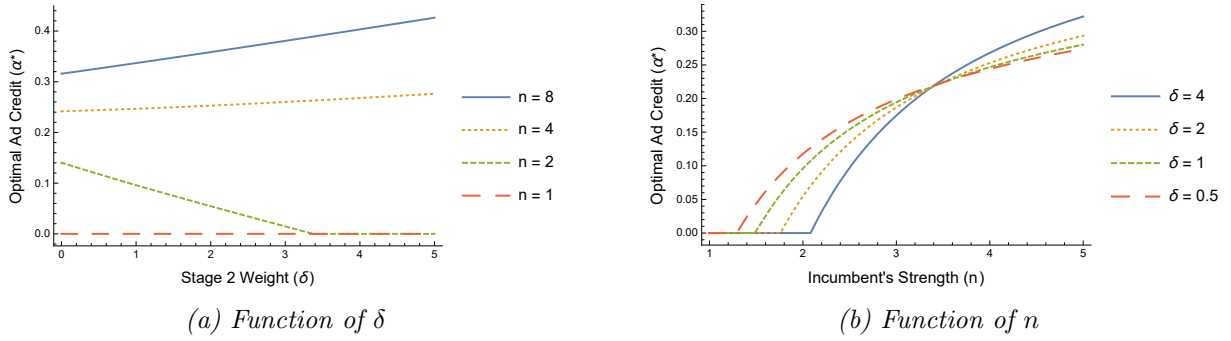 Optimal Ad Credit (α*)
0.4
0.3
0.2
0.1
0.0
0
1
2
3
4
5
Stage 2 Weight (δ)
n = 8
n = 4
n = 2
n = 1
(a) Function of δ
Optimal Ad Credit (α*)
0.30
0.25
0.20
0.15
0.10
0.05
0.00
1
2
3
4
5
Incumbent's Strength (n)
δ = 4
δ = 2
δ = 1
δ = 0.5
(b) Function of n